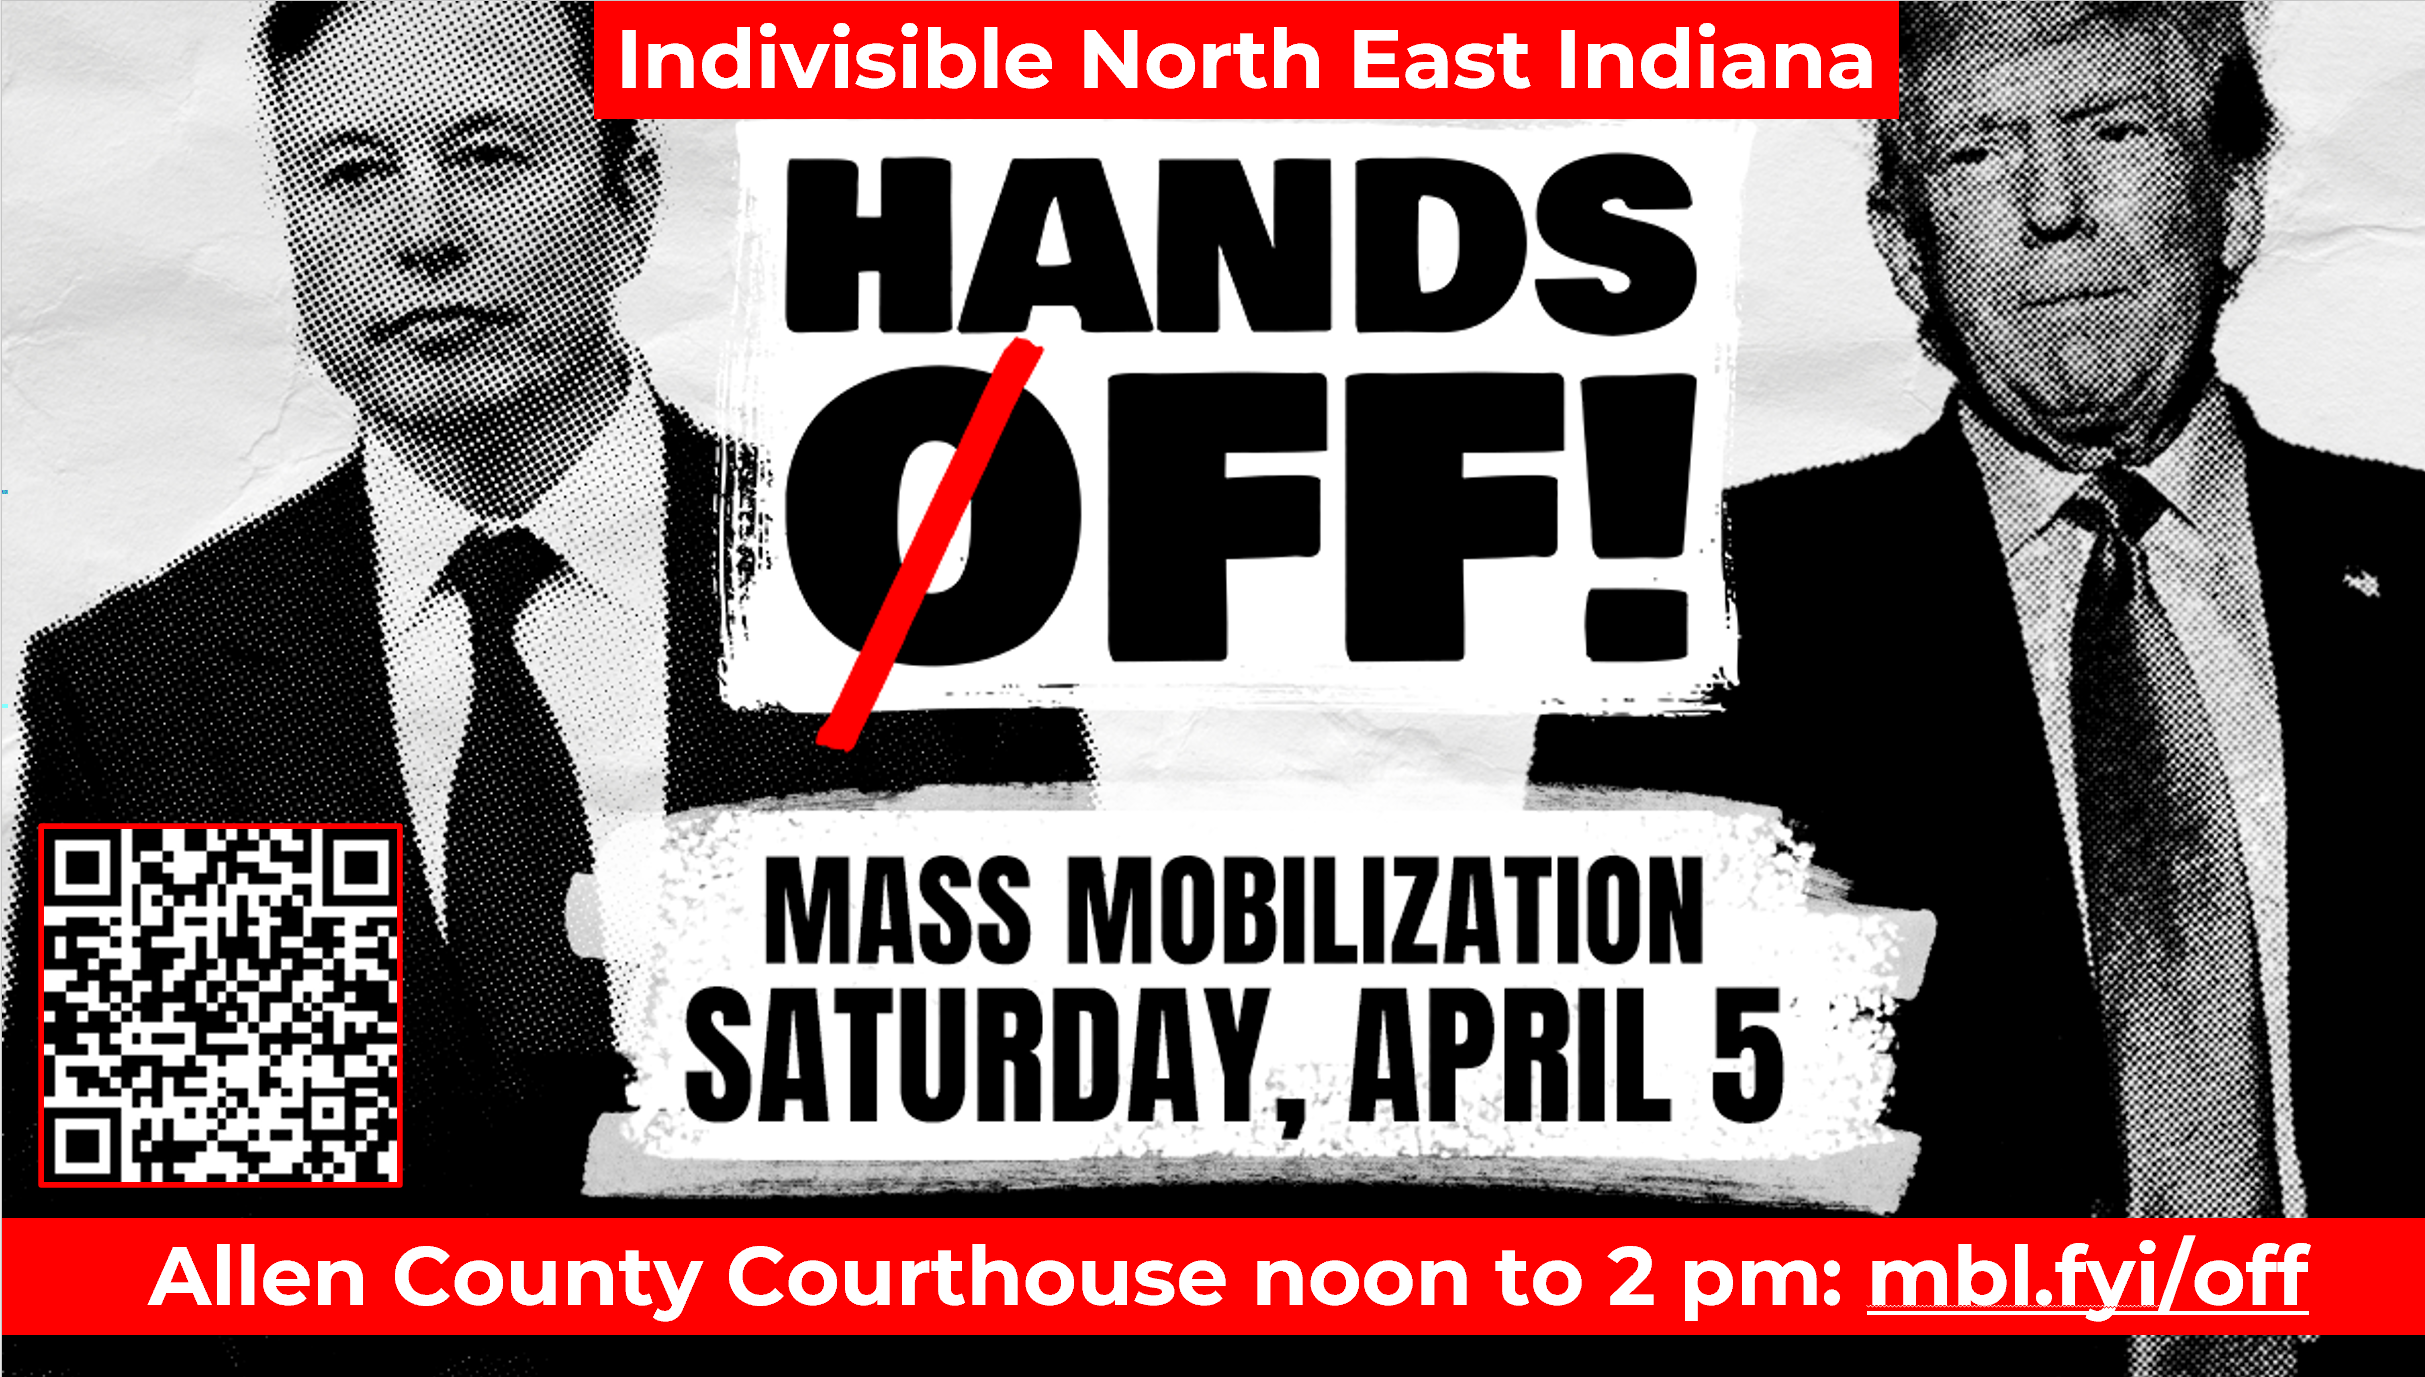 Indivisible North East Indiana
HANDS
OFF!
MASS MOBILIZATION
SATURDAY, APRIL 5
Allen County Courthouse noon to 2 pm: mbl.fyi/off